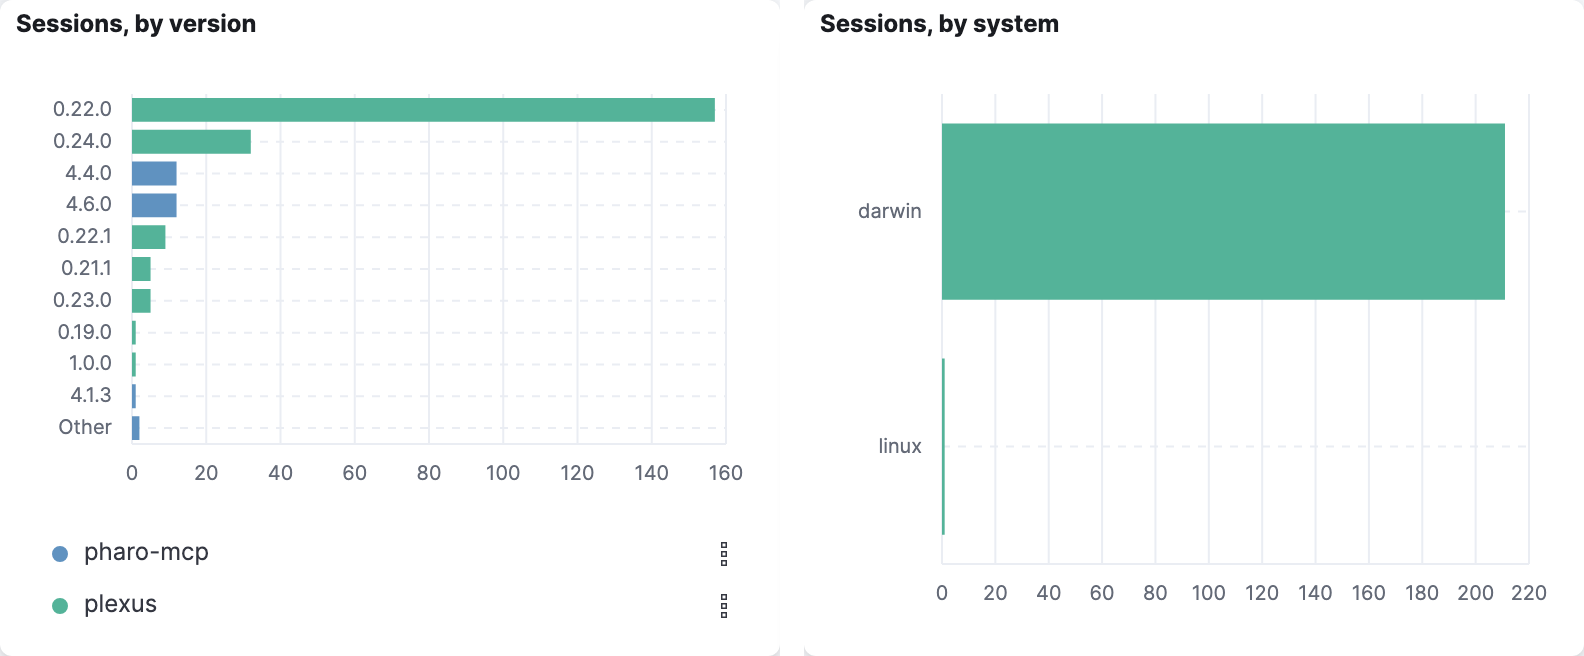 Sessions, by version
0.22.0
0.24.0
4.4.0
4.6.0
0.22.1
0.21.1
0.23.0
0.19.0
1.0.0
4.1.3
Other
0 20 40 60 80 100 120 140 160
pharo-mcp
plexus
Sessions, by system
darwin
linux
0 20 40 60 80 100 120 140 160 180 200 220